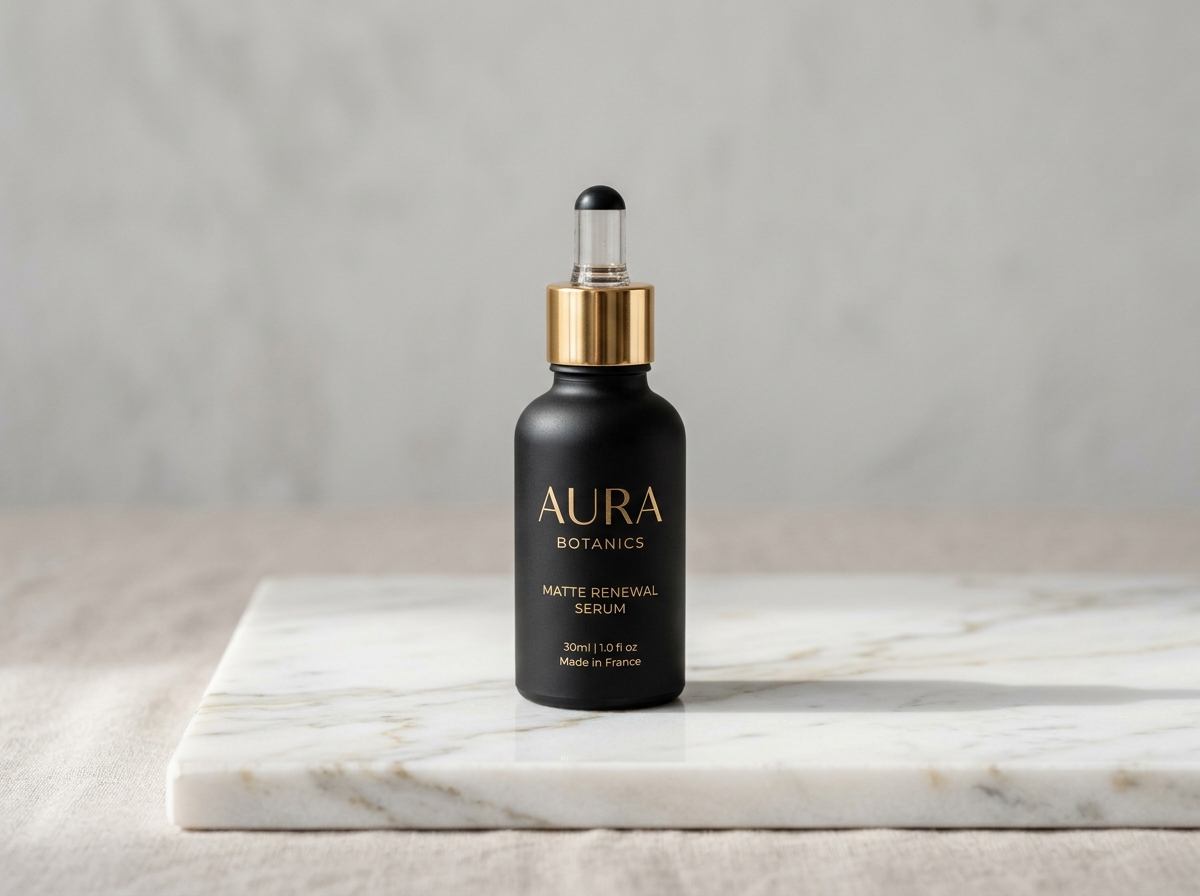 AURA
BOTANICS
MATTE RENEWAL
SERUM
30ml | 1.0 fl oz
Made in France